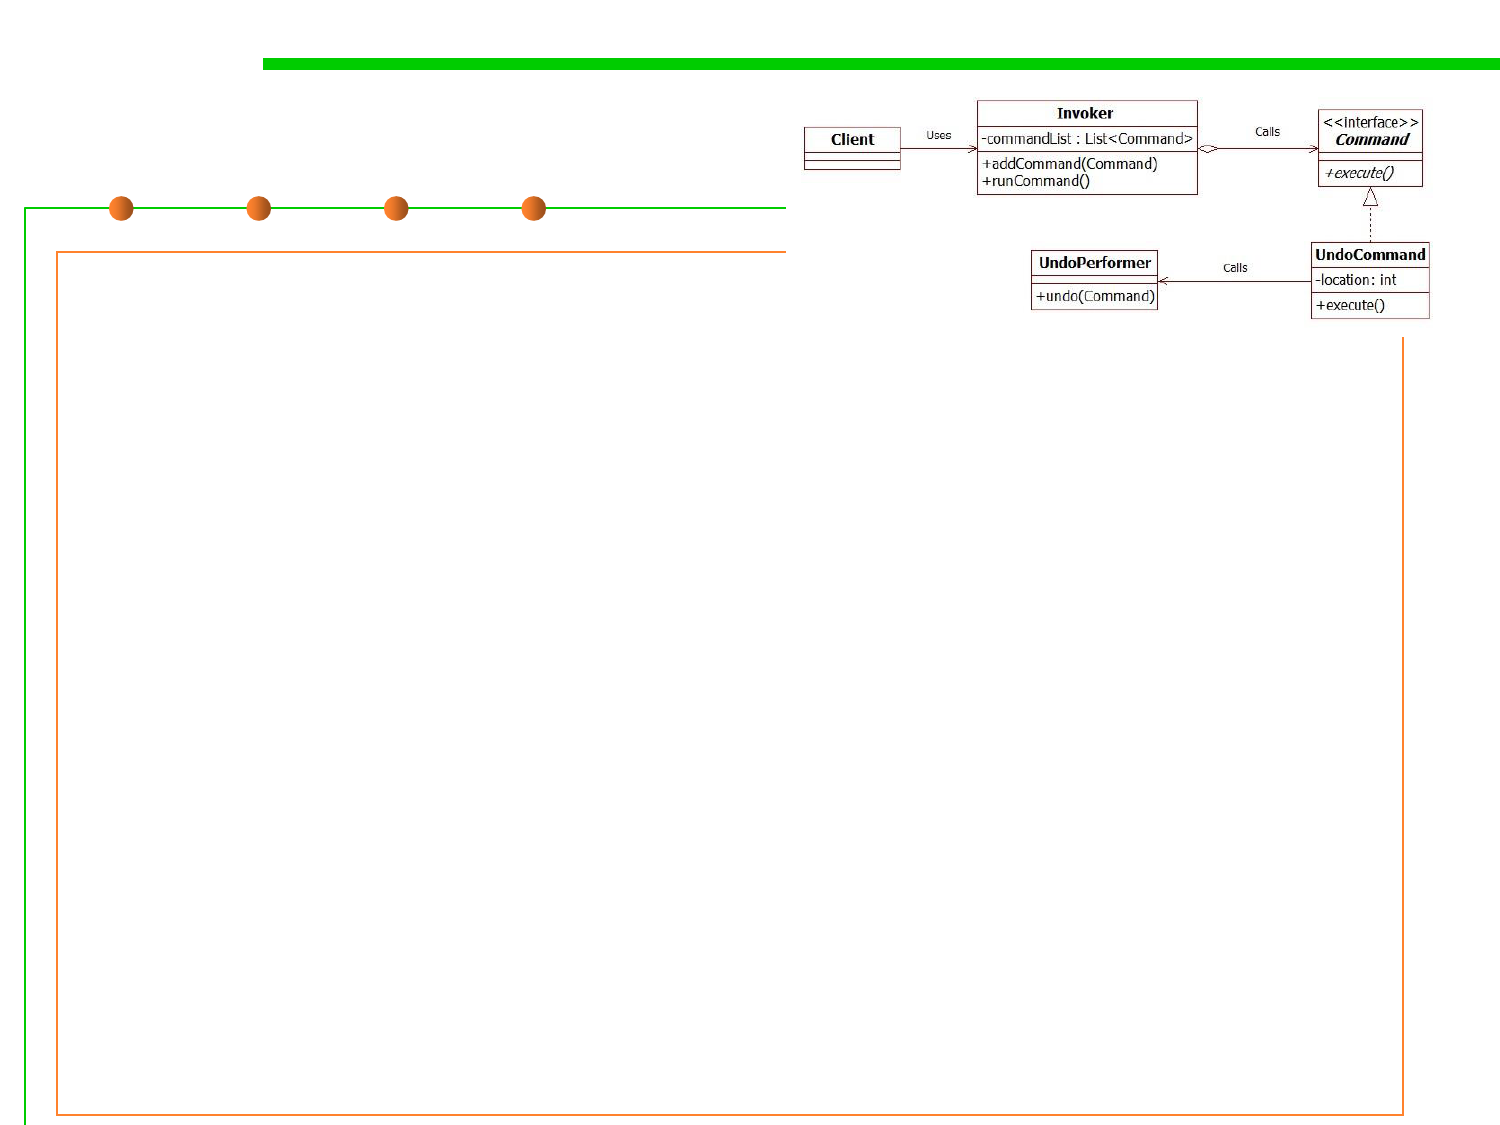 Client
Uses
Invoker
-commandList : List<Command>
+addCommand(Command)
+runCommand()
Calls
<<interface>>
Command
+execute()
UndoPerformer
+undo(Command)
Calls
UndoCommand
-location: int
+execute()